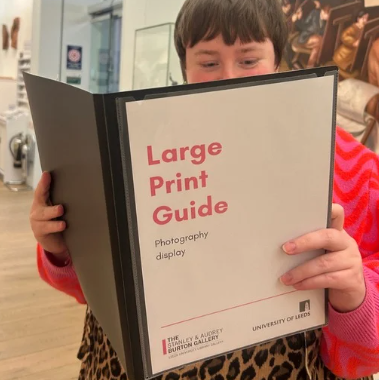 Large
Print
Guide
Photography
display
THE
STANLEY & AUDREY
BURTON GALLERY
UNIVERSITY OF LEEDS